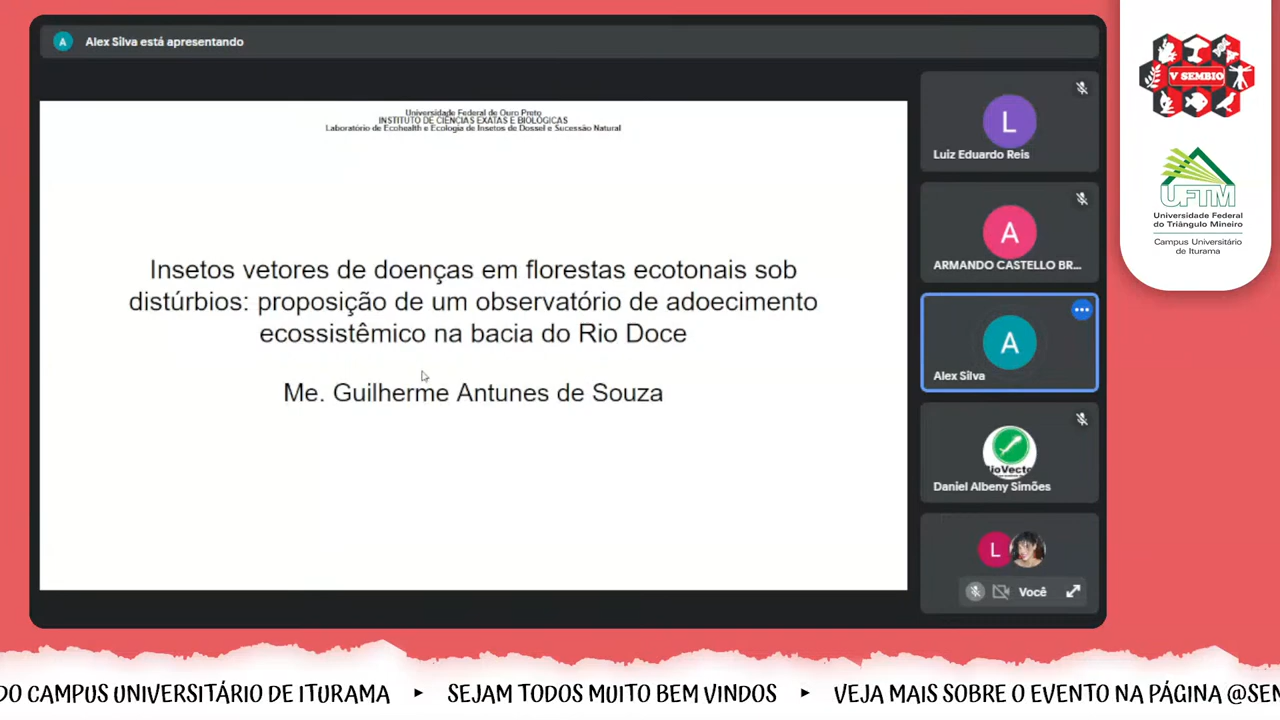 A
Alex Silva está apresentando
Universidade Federal de Ouro Preto
INSTITUTO DE CIÊNCIAS EXATAS E BIOLÓGICAS
Laboratório de Ecohealth e Ecologia de Insetos de Dossel e Sucessão Natural
Insetos vetores de doenças em florestas ecotonais sob
distúrbios: proposição de um observatório de adoecimento
ecossistêmico na bacia do Rio Doce
Me. Guilherme Antunes de Souza
L
Luiz Eduardo Reis
A
ARMANDO CASTELLO BR...
A
Alex Silva
ioVecto
Daniel Albeny Simões
L
Você
V SEMBIO
UFTM
Universidade Federal
do Triângulo Mineiro
Campus Universitário
de Iturama
DO CAMPUS UNIVERSITÁRIO DE ITURAMA ▸ SEJAM TODOS MUITO BEM VINDOS ▸ VEJA MAIS SOBRE O EVENTO NA PÁGINA @SEN